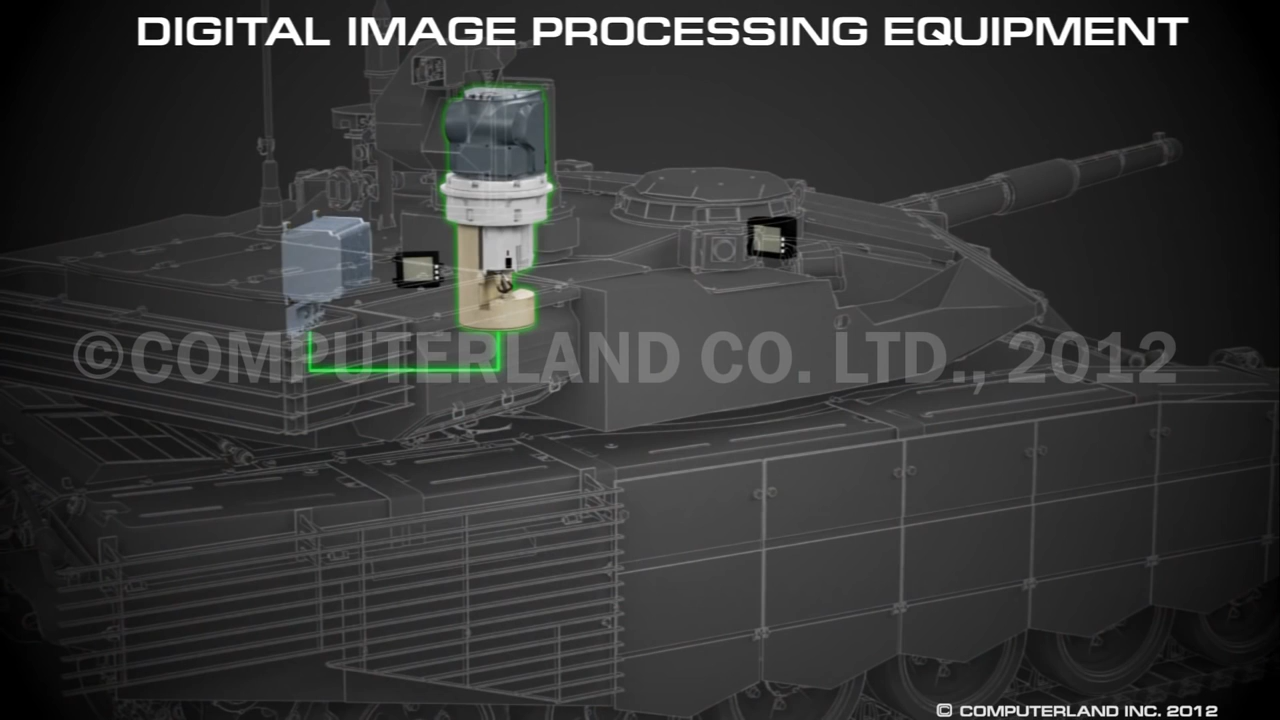 DIGITAL IMAGE PROCESSING EQUIPMENT
©COMPUTERLAND CO. LTD., 2012
© COMPUTERLAND INC. 2012